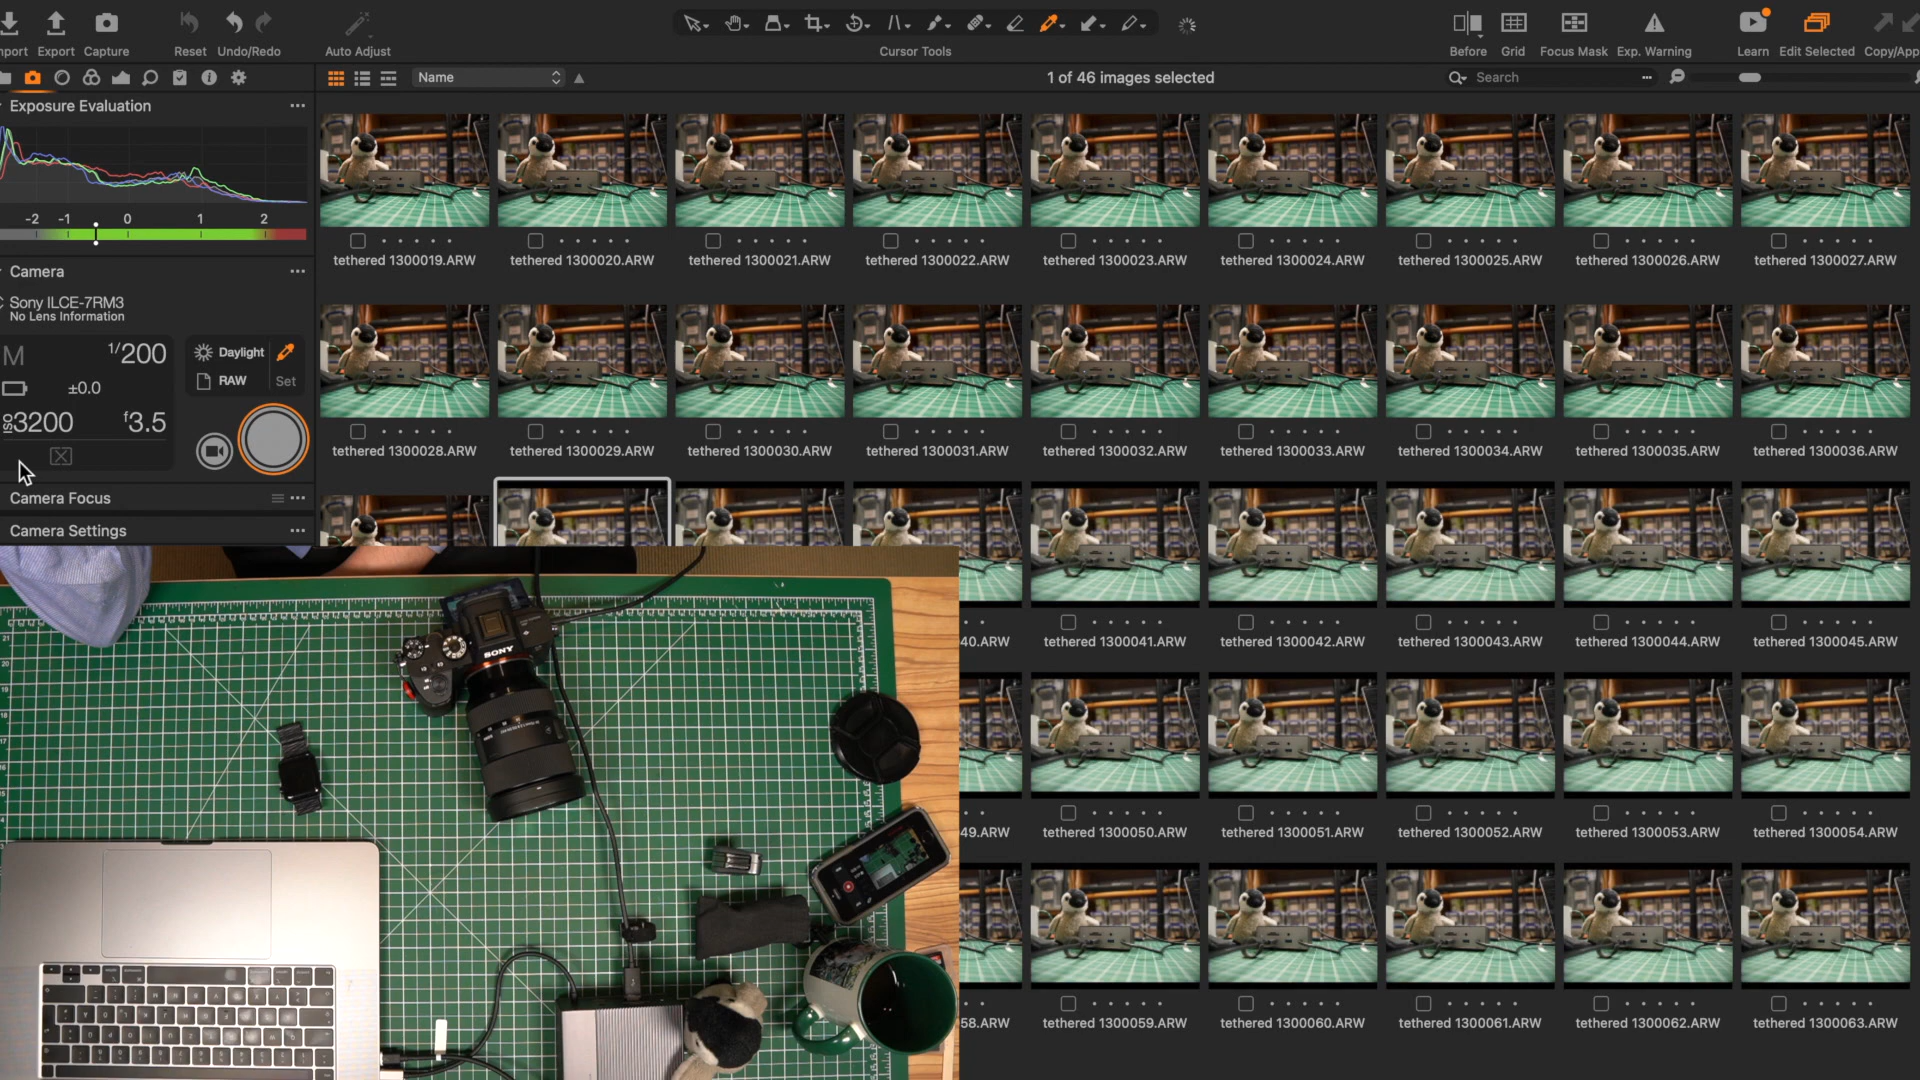 mport Export Capture
Reset Undo/Redo
Auto Adjust
Cursor Tools
Before Grid Focus Mask Exp. Warning
Learn Edit Selected Copy/App
Name
1 of 46 images selected
Search
Exposure Evaluation
-2 -1 0 1 2
Camera
Sony ILCE-7RM3
No Lens Information
M 1/200
±0.0
ISO 3200 f3.5
Daylight
RAW Set
Camera Focus
Camera Settings
tethered 1300019.ARW tethered 1300020.ARW tethered 1300021.ARW tethered 1300022.ARW tethered 1300023.ARW tethered 1300024.ARW tethered 1300025.ARW tethered 1300026.ARW tethered 1300027.ARW
tethered 1300028.ARW tethered 1300029.ARW tethered 1300030.ARW tethered 1300031.ARW tethered 1300032.ARW tethered 1300033.ARW tethered 1300034.ARW tethered 1300035.ARW tethered 1300036.ARW
40.ARW tethered 1300041.ARW tethered 1300042.ARW tethered 1300043.ARW tethered 1300044.ARW tethered 1300045.ARW
49.ARW tethered 1300050.ARW tethered 1300051.ARW tethered 1300052.ARW tethered 1300053.ARW tethered 1300054.ARW
58.ARW tethered 1300059.ARW tethered 1300060.ARW tethered 1300061.ARW tethered 1300062.ARW tethered 1300063.ARW
SONY